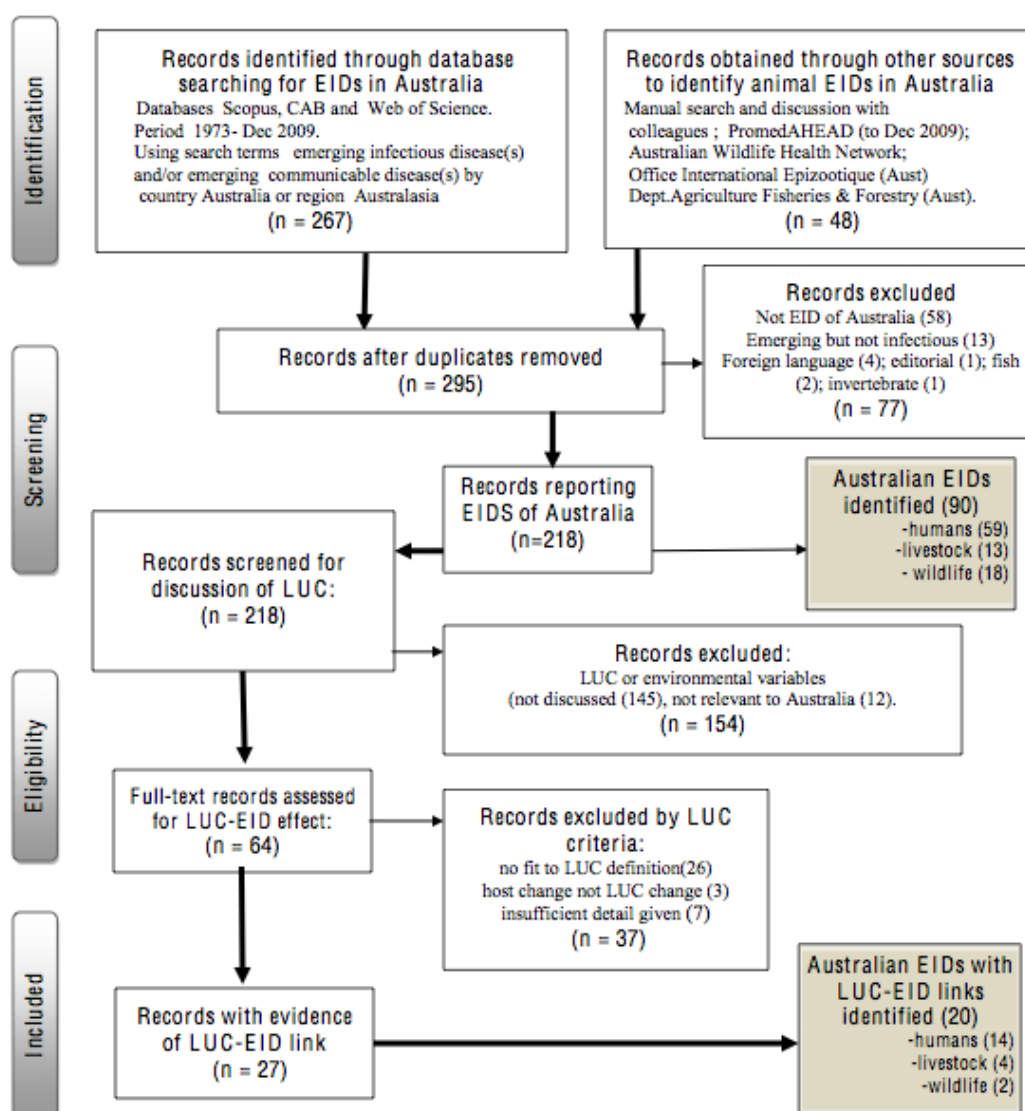 Identification
Records identified through database
searching for EIDs in Australia
Databases Scopus, CAB and Web of Science.
Period 1973- Dec 2009.
Using search terms emerging infectious disease(s)
and/or emerging communicable disease(s) by
country Australia or region Australasia
(n = 267)
Records obtained through other sources
to identify animal EIDs in Australia
Manual search and discussion with
colleagues ; PromedAHEAD (to Dec 2009);
Australian Wildlife Health Network;
Office International Epizootique (Aust)
Dept.Agriculture Fisheries & Forestry (Aust).
(n = 48)
Screening
Records after duplicates removed
(n = 295)
Records excluded
Not EID of Australia (58)
Emerging but not infectious (13)
Foreign language (4); editorial (1); fish
(2); invertebrate (1)
(n = 77)
Records reporting
EIDS of Australia
(n=218)
Australian EIDs
identified (90)
-humans (59)
-livestock (13)
- wildlife (18)
Records screened for
discussion of LUC:
(n = 218)
Eligibility
Records excluded:
LUC or environmental variables
(not discussed (145), not relevant to Australia (12).
(n = 154)
Full-text records assessed
for LUC-EID effect:
(n = 64)
Records excluded by LUC
criteria:
no fit to LUC definition(26)
host change not LUC change (3)
insufficient detail given (7)
(n = 37)
Included
Records with evidence
of LUC-EID link
(n = 27)
Australian EIDs with
LUC-EID links
identified (20)
-humans (14)
-livestock (4)
-wildlife (2)